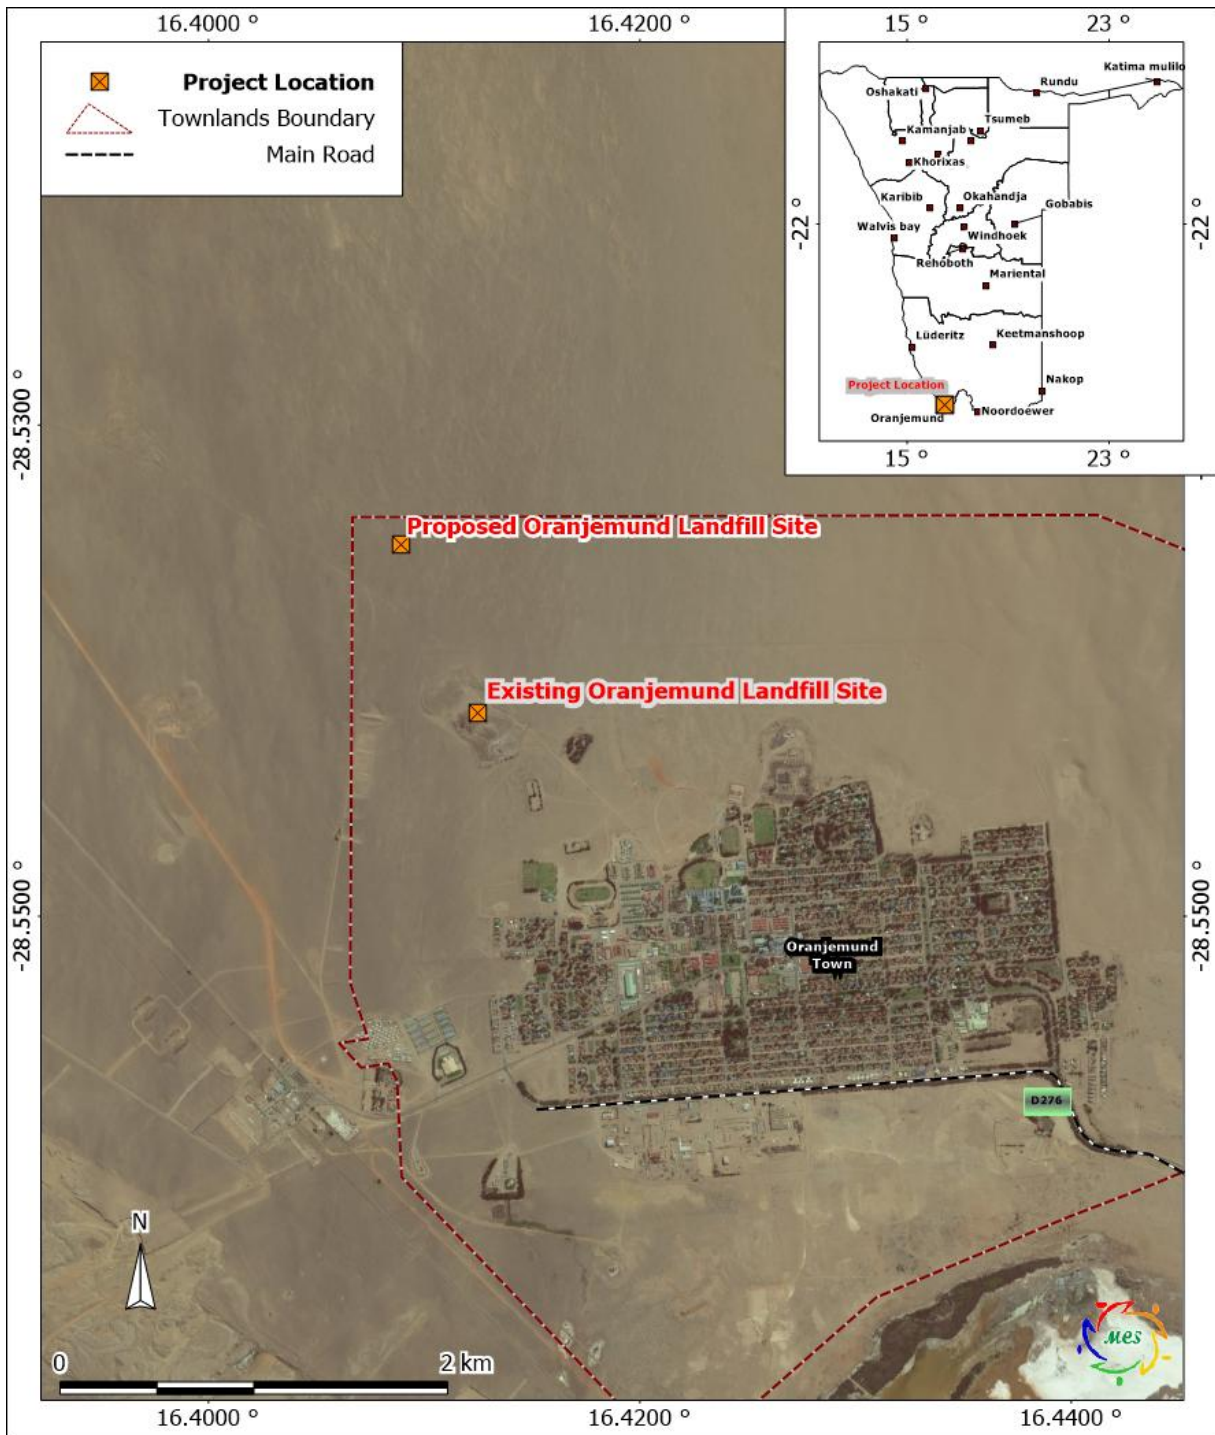 16.4000 °
16.4200 °
Project Location
Townlands Boundary
Main Road
15 °
23 °
Katima mulilo
Rundu
Oshakati
Tsumeb
Kamanjab
Khorixas
Karibib
Okahandja
Gobabis
Walvis bay
Windhoek
Rehoboth
Mariental
Lüderitz
Keetmanshoop
Nakop
Project Location
Oranjemund
Noordoewer
-22 °
-22 °
15 °
23 °
-28.5300 °
Proposed Oranjemund Landfill Site
Existing Oranjemund Landfill Site
-28.5500 °
-28.5500 °
Oranjemund
Town
D276
N
0
2 km
MES
16.4000 °
16.4200 °
16.4400 °